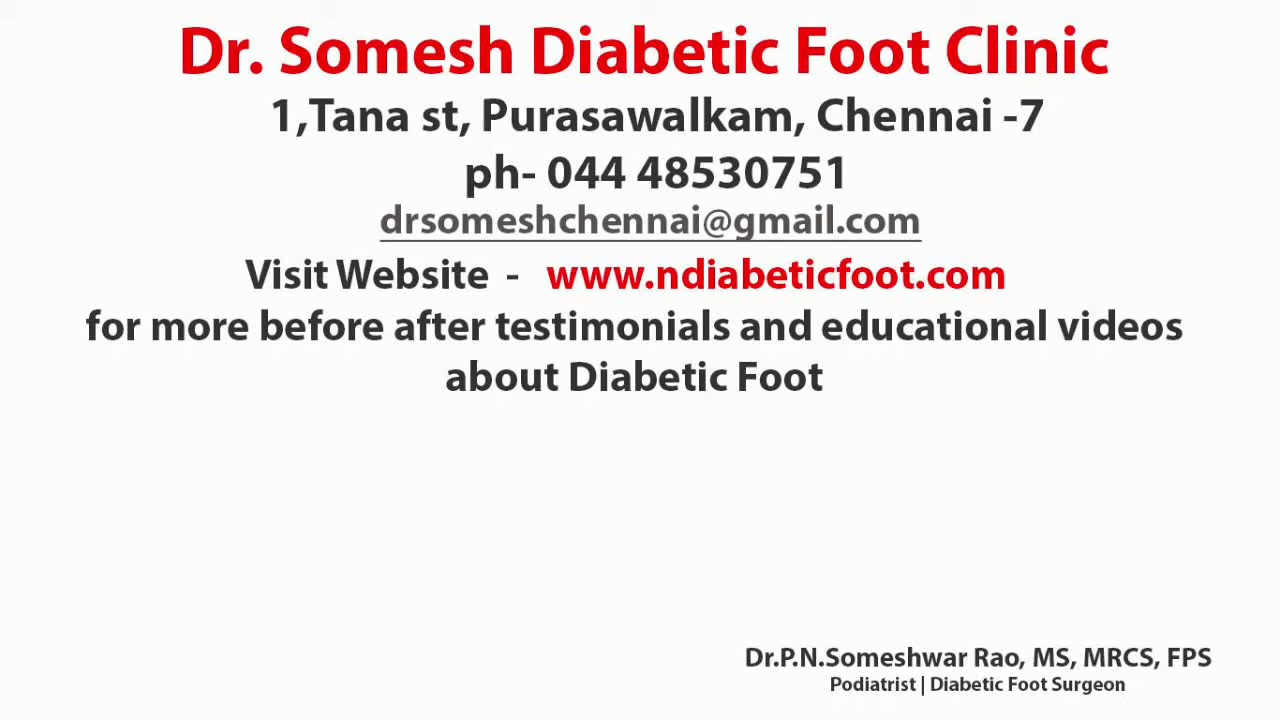 Dr. Somesh Diabetic Foot Clinic
1,Tana st, Purasawalkam, Chennai -7
ph- 044 48530751
drsomeshchennai@gmail.com
Visit Website - www.ndiabeticfoot.com
for more before after testimonials and educational videos
about Diabetic Foot
Dr.P.N.Someshwar Rao, MS, MRCS, FPS
Podiatrist | Diabetic Foot Surgeon